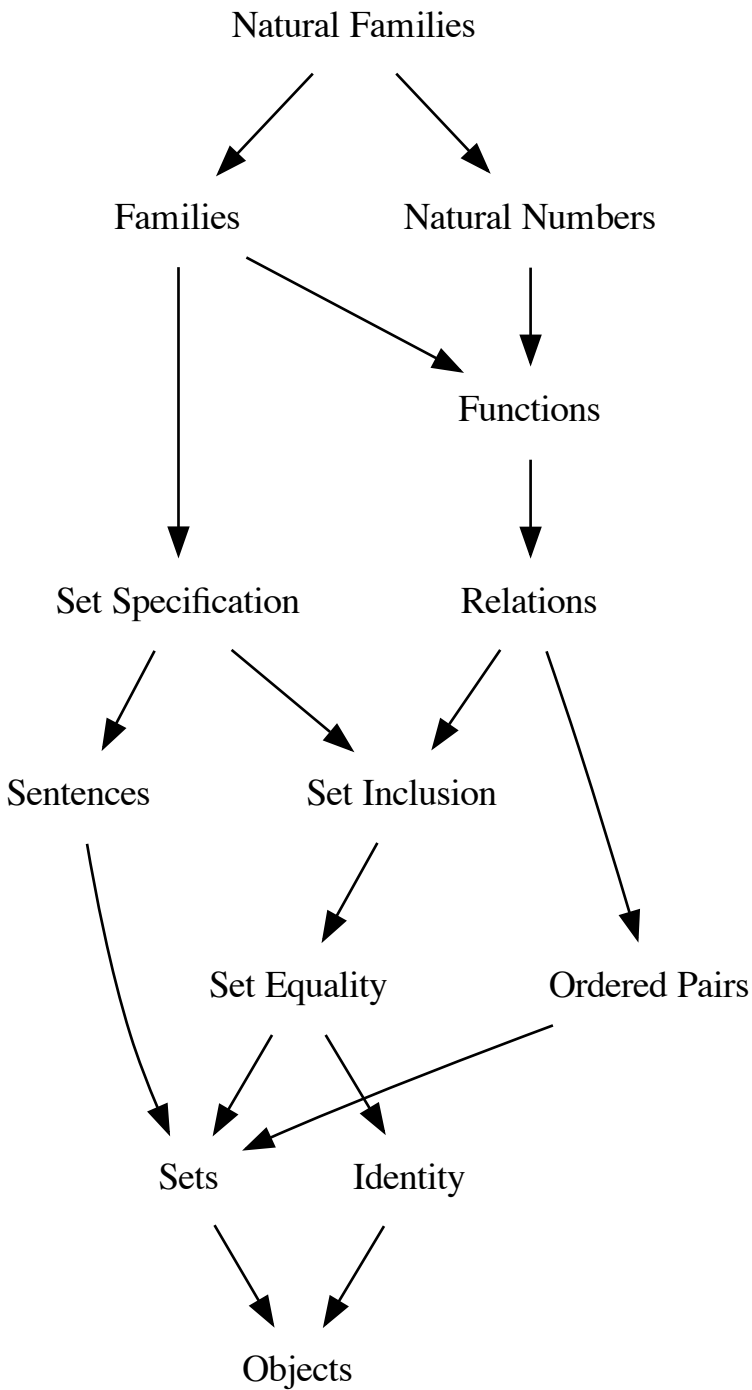 Natural Families
Families
Natural Numbers
Functions
Set Specification
Relations
Sentences
Set Inclusion
Set Equality
Ordered Pairs
Sets
Identity
Objects